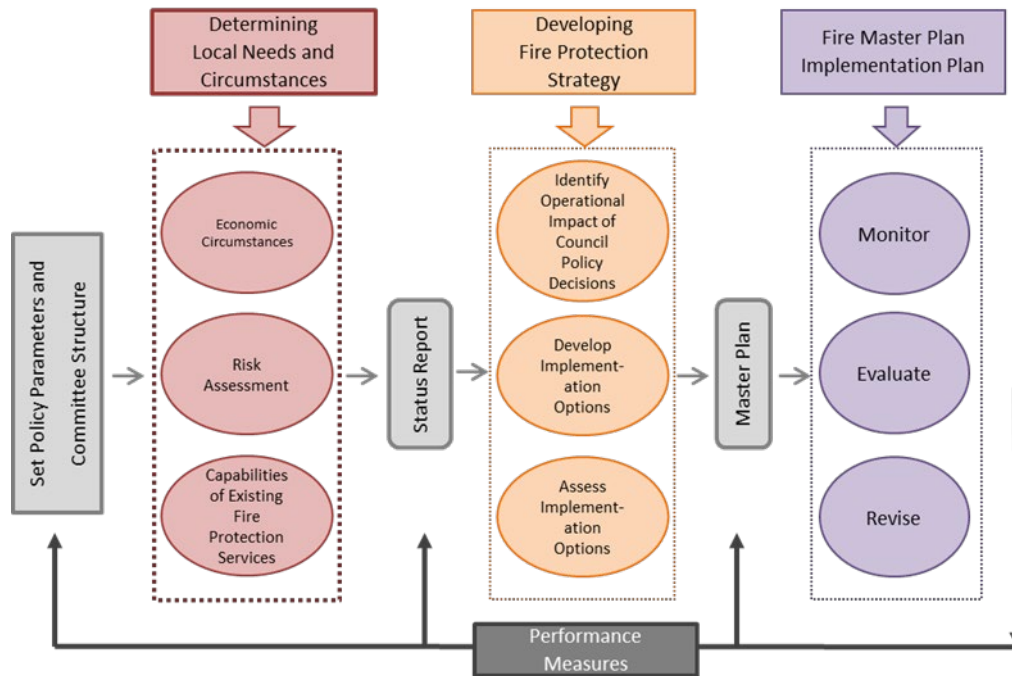 Determining
Local Needs and
Circumstances
Developing
Fire Protection
Strategy
Fire Master Plan
Implementation Plan
Set Policy Parameters and
Committee Structure
Economic
Circumstances
Risk
Assessment
Capabilities
of Existing
Fire
Protection
Services
Status Report
Identify
Operational
Impact of
Council
Policy
Decisions
Develop
Implement-
ation
Options
Assess
Implement-
ation
Options
Master Plan
Monitor
Evaluate
Revise
Performance
Measures